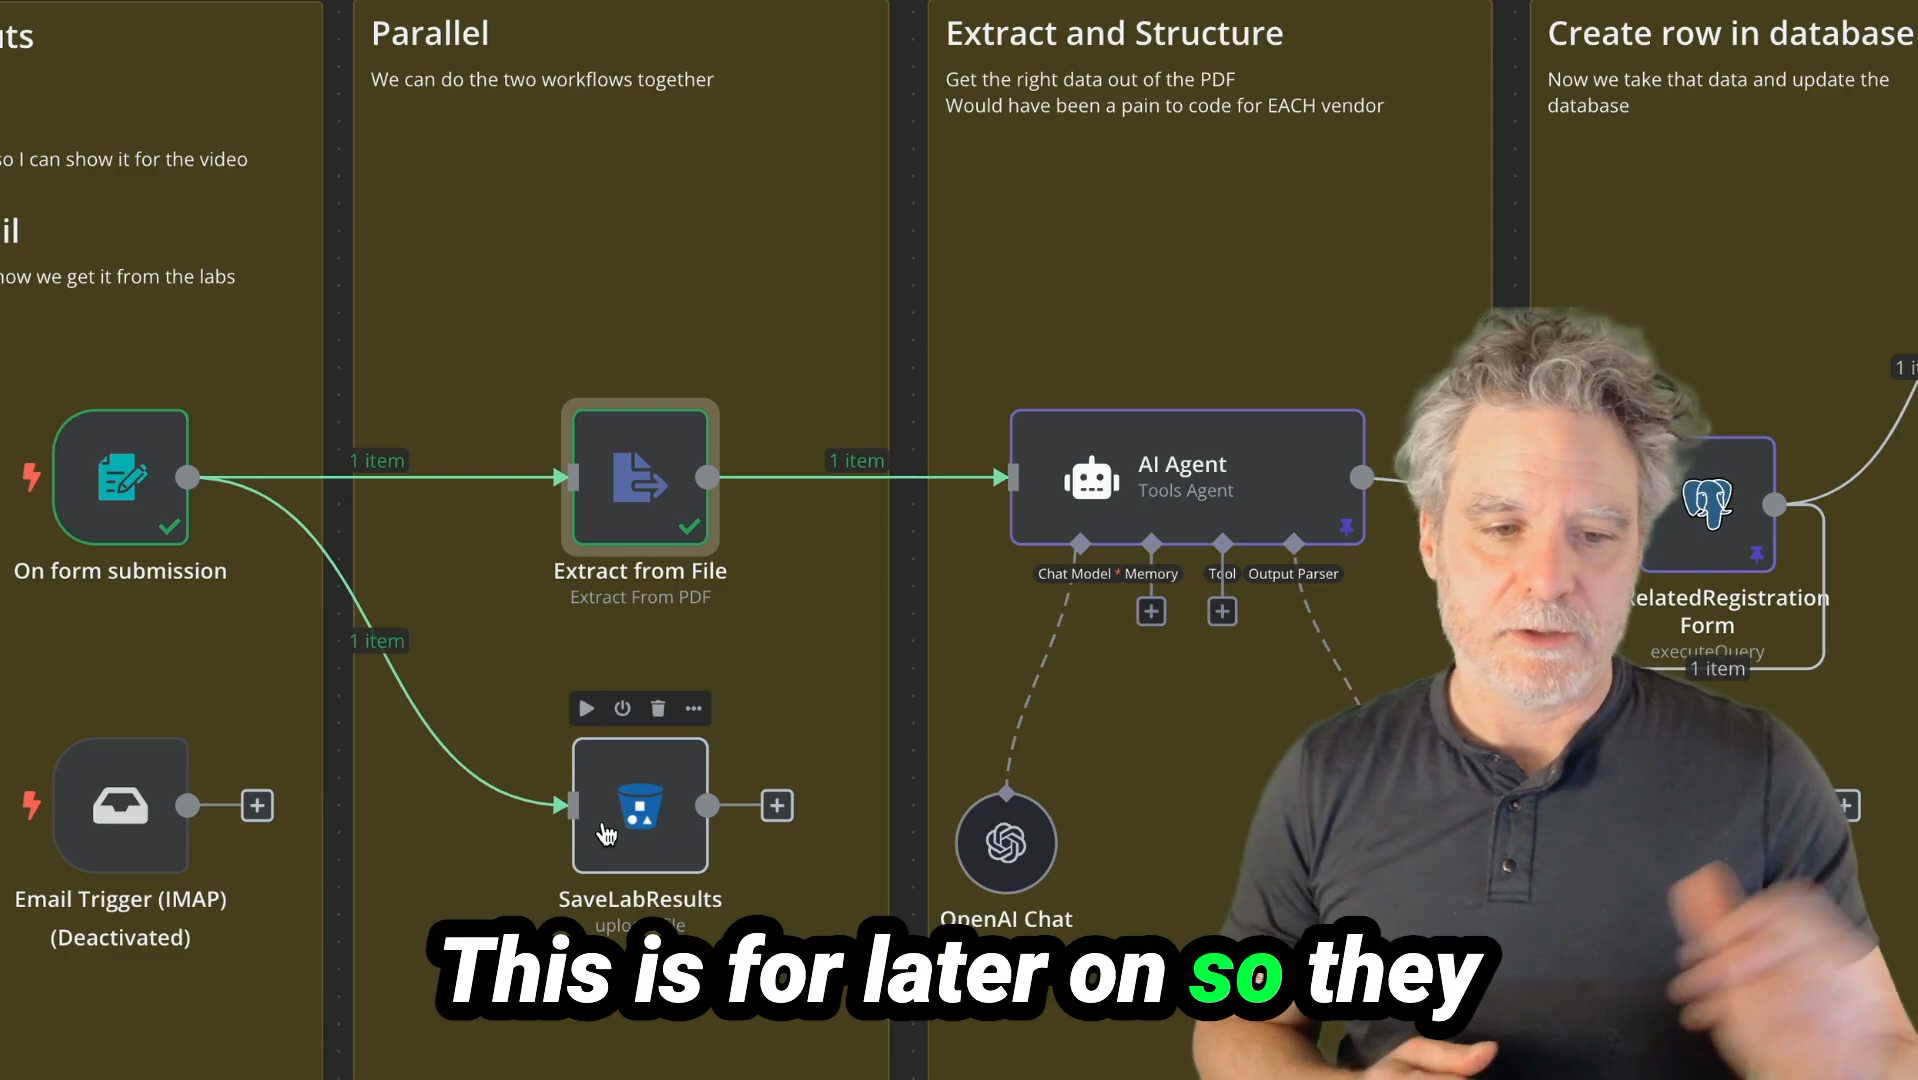 uts
so I can show it for the video
il
how we get it from the labs
On form submission
Email Trigger (IMAP)
(Deactivated)
Parallel
We can do the two workflows together
1 item
1 item
Extract from File
Extract From PDF
SaveLabResults
1 item
Extract and Structure
Get the right data out of the PDF
Would have been a pain to code for EACH vendor
AI Agent
Tools Agent
Chat Model *
Memory
Tool
Output Parser
OpenAI Chat
Create row in database
Now we take that data and update the
database
elatedRegistration
Form
executeQuery
1 item
This is for later on so they